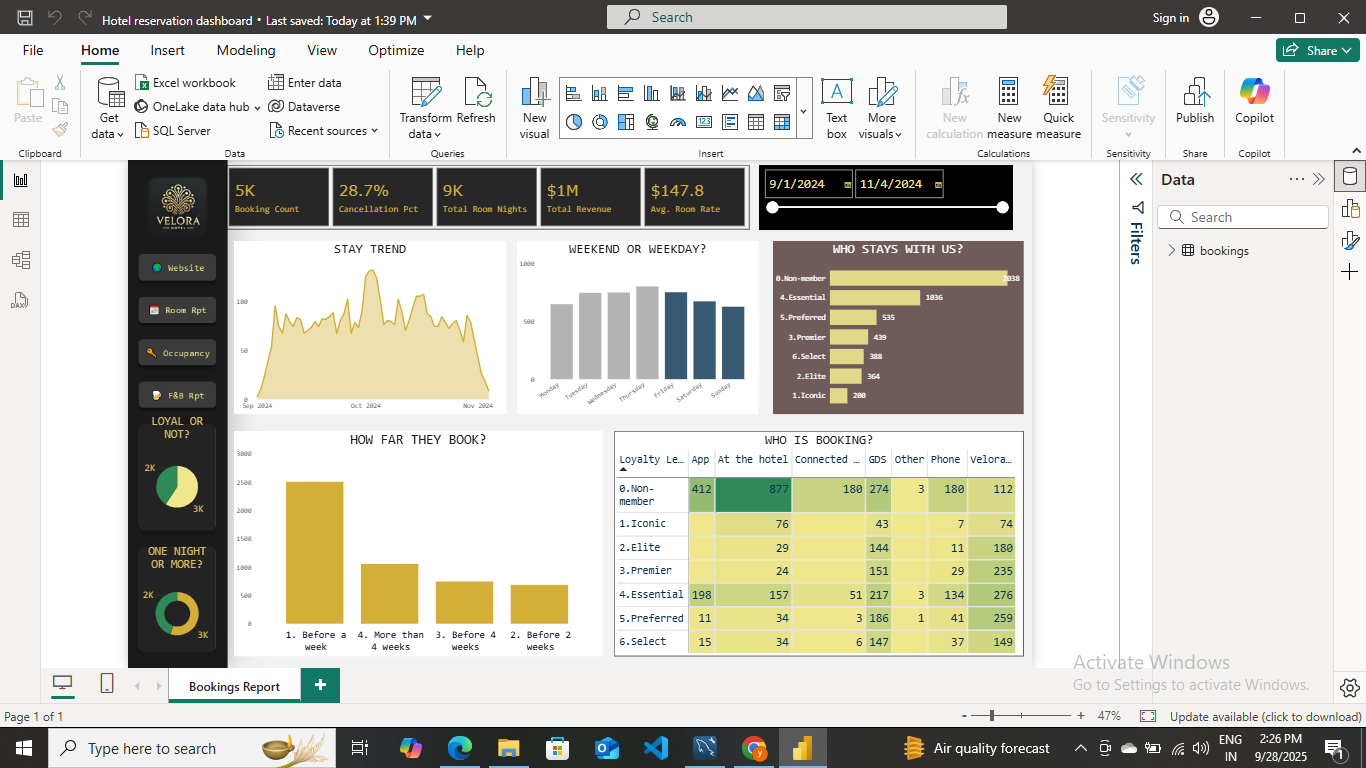 Hotel reservation dashboard • Last saved: Today at 1:39 PM
Search
Sign in
File
Home
Insert
Modeling
View
Optimize
Help
Share
Paste
Clipboard
Get data
Excel workbook
OneLake data hub
SQL Server
Enter data
Dataverse
Recent sources
Data
Transform data
Refresh
Queries
New visual
Text box
More visuals
Insert
New calculation
New measure
Quick measure
Calculations
Sensitivity
Sensitivity
Publish
Share
Copilot
Copilot
VELORA
HOTEL
Website
Room Rpt
Occupancy
F&B Rpt
LOYAL OR NOT?
2K
3K
ONE NIGHT OR MORE?
2K
3K
5K
Booking Count
28.7%
Cancellation Pct
9K
Total Room Nights
$1M
Total Revenue
$147.8
Avg. Room Rate
9/1/2024
11/4/2024
STAY TREND
100
50
0
Sep 2024
Oct 2024
Nov 2024
WEEKEND OR WEEKDAY?
1000
500
0
Monday
Tuesday
Wednesday
Thursday
Friday
Saturday
Sunday
WHO STAYS WITH US?
0.Non-member 2038
4.Essential 1036
5.Preferred 535
3.Premier 439
6.Select 388
2.Elite 364
1.Iconic 200
HOW FAR THEY BOOK?
3000
2500
2000
1500
1000
500
0
1. Before a week
4. More than 4 weeks
3. Before 4 weeks
2. Before 2 weeks
WHO IS BOOKING?
Loyalty Le... App At the hotel Connected ... GDS Other Phone Velora...
0.Non-member 412 877 180 274 3 180 112
1.Iconic 76 43 7 74
2.Elite 29 144 11 180
3.Premier 24 151 29 235
4.Essential 198 157 51 217 3 134 276
5.Preferred 11 34 3 186 1 41 259
6.Select 15 34 6 147 37 149
Filters
Data
Search
bookings
DAX
Activate Windows
Go to Settings to activate Windows.
Bookings Report
Page 1 of 1
- + 47%
Update available (click to download)
Type here to search
Air quality forecast
ENG
IN
2:26 PM
9/28/2025
1